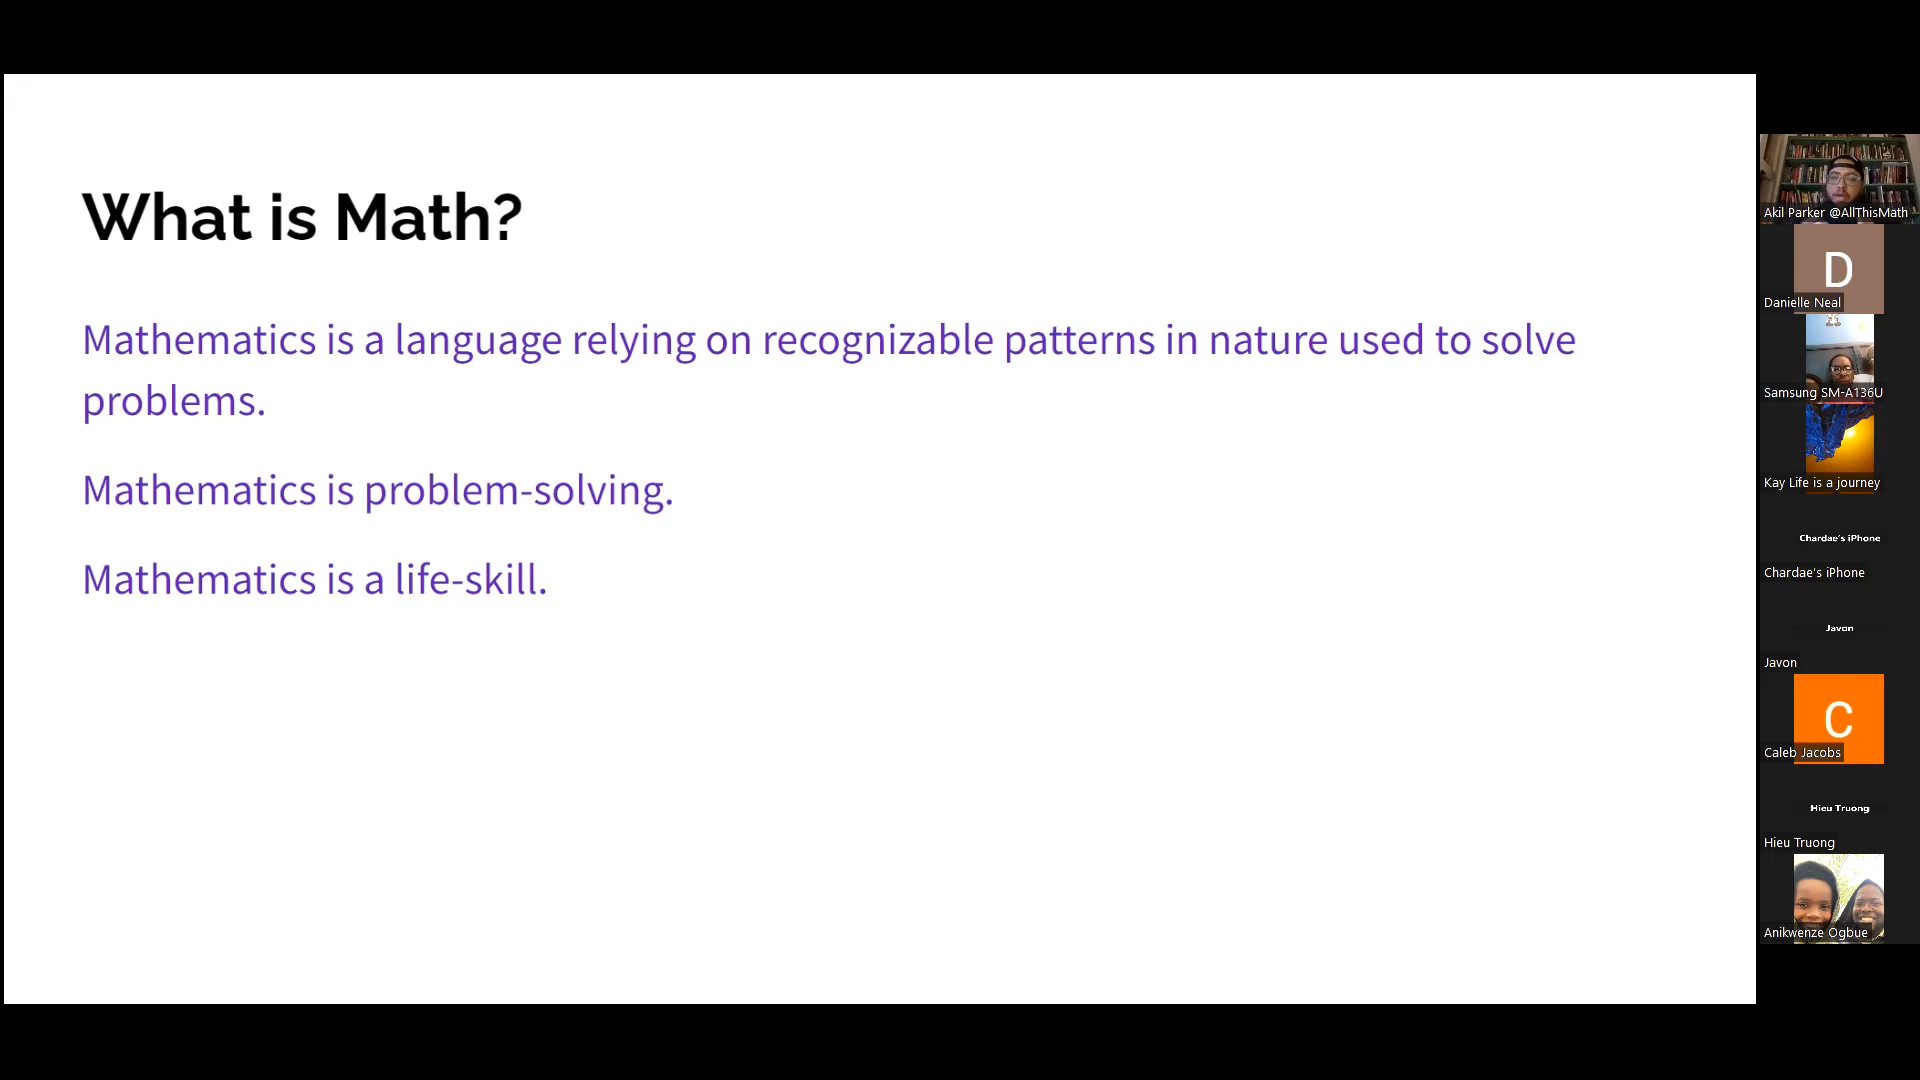 What is Math?
Mathematics is a language relying on recognizable patterns in nature used to solve
problems.
Mathematics is problem-solving.
Mathematics is a life-skill.
Akil Parker @AllThisMath
D
Danielle Neal
Samsung SM-A136U
Kay Life is a journey
Chardae's iPhone
Chardae's iPhone
Javon
Javon
C
Caleb Jacobs
Hieu Truong
Hieu Truong
Anikwenze Ogbue